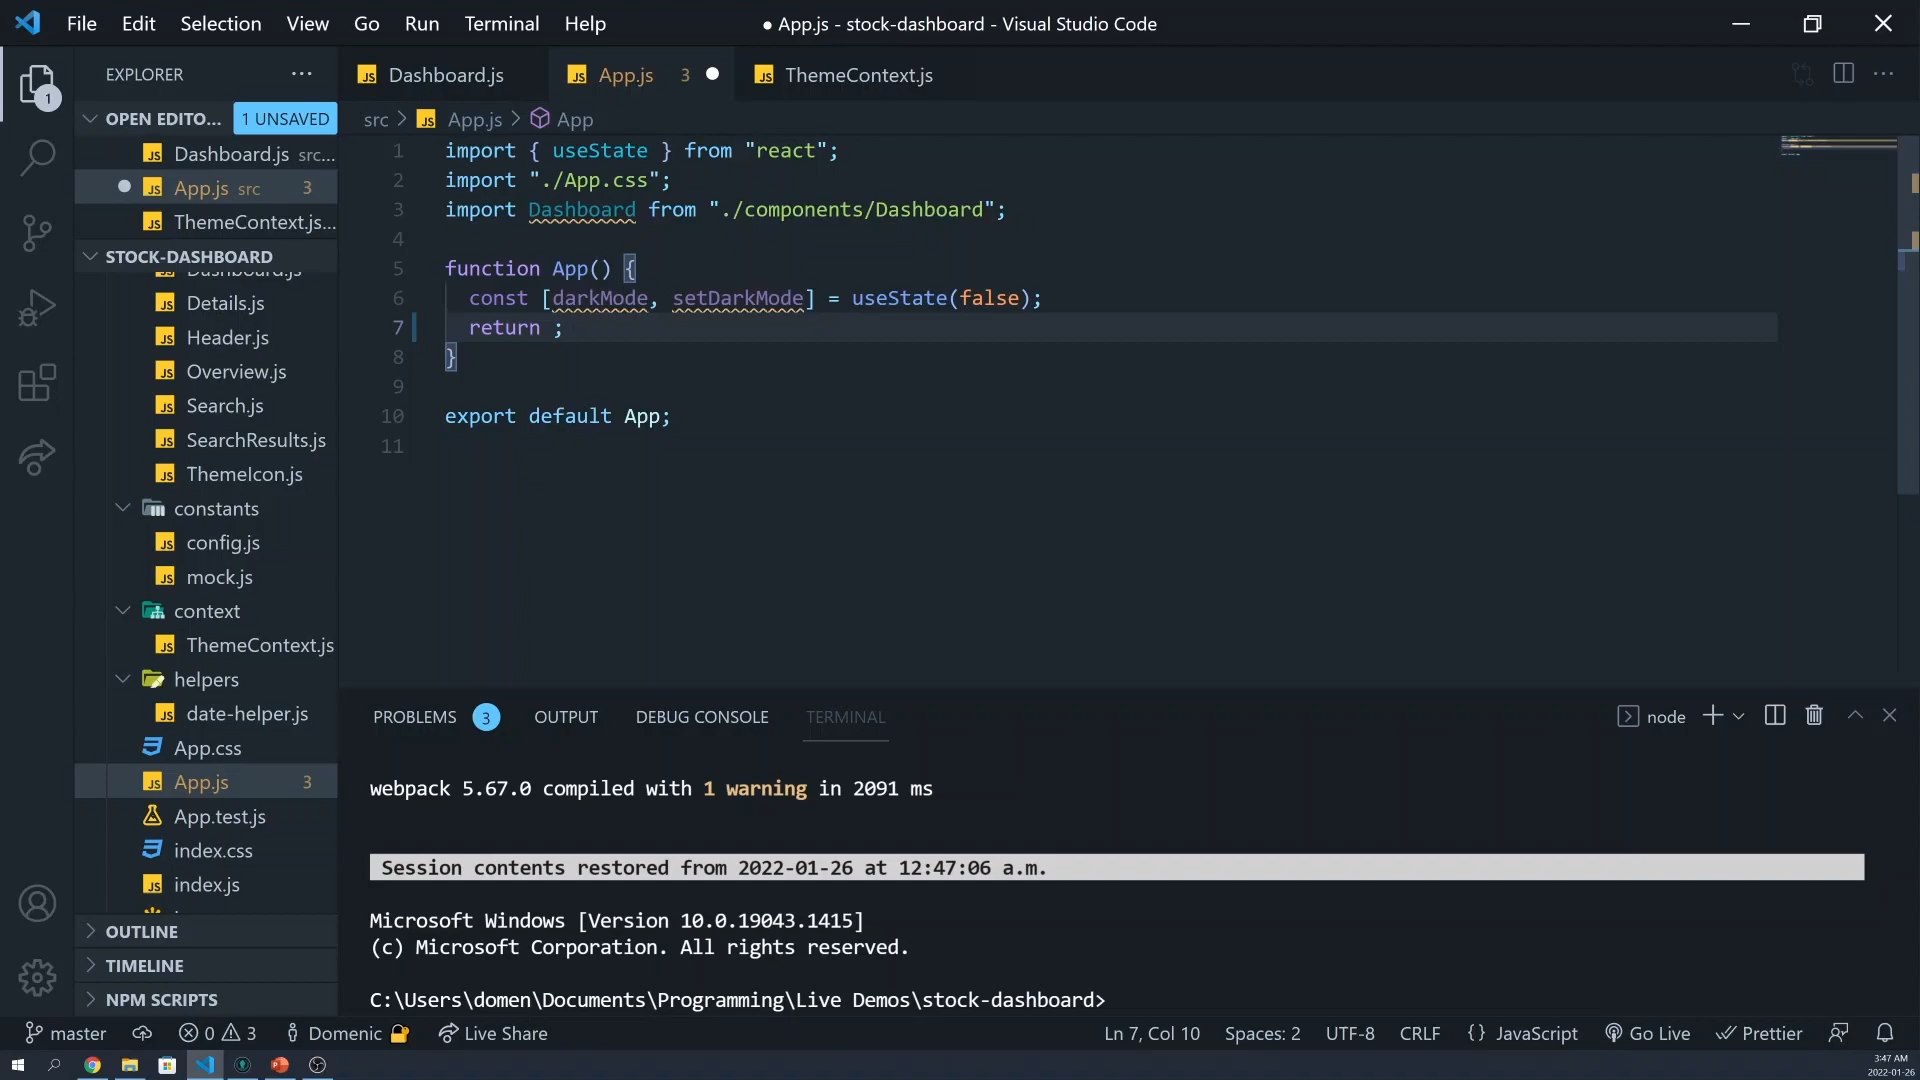 File Edit Selection View Go Run Terminal Help
● App.js - stock-dashboard - Visual Studio Code
EXPLORER
1
OPEN EDITO... 1 UNSAVED
Dashboard.js src...
App.js src 3
ThemeContext.js...
STOCK-DASHBOARD
Dashboard.js
Details.js
Header.js
Overview.js
Search.js
SearchResults.js
ThemeIcon.js
constants
config.js
mock.js
context
ThemeContext.js
helpers
date-helper.js
App.css
App.js 3
App.test.js
index.css
index.js
OUTLINE
TIMELINE
NPM SCRIPTS
JS Dashboard.js JS App.js 3 JS ThemeContext.js
src > JS App.js > App
1 import { useState } from "react";
2 import "./App.css";
3 import Dashboard from "./components/Dashboard";
4
5 function App() {
6 const [darkMode, setDarkMode] = useState(false);
7 return ;
8 }
9
10 export default App;
11
PROBLEMS 3 OUTPUT DEBUG CONSOLE TERMINAL node
webpack 5.67.0 compiled with 1 warning in 2091 ms
Session contents restored from 2022-01-26 at 12:47:06 a.m.
Microsoft Windows [Version 10.0.19043.1415]
(c) Microsoft Corporation. All rights reserved.
C:\Users\domen\Documents\Programming\Live Demos\stock-dashboard>
master 0 3 Domenic Live Share Ln 7, Col 10 Spaces: 2 UTF-8 CRLF {} JavaScript Go Live Prettier
3:47 AM
2022-01-26